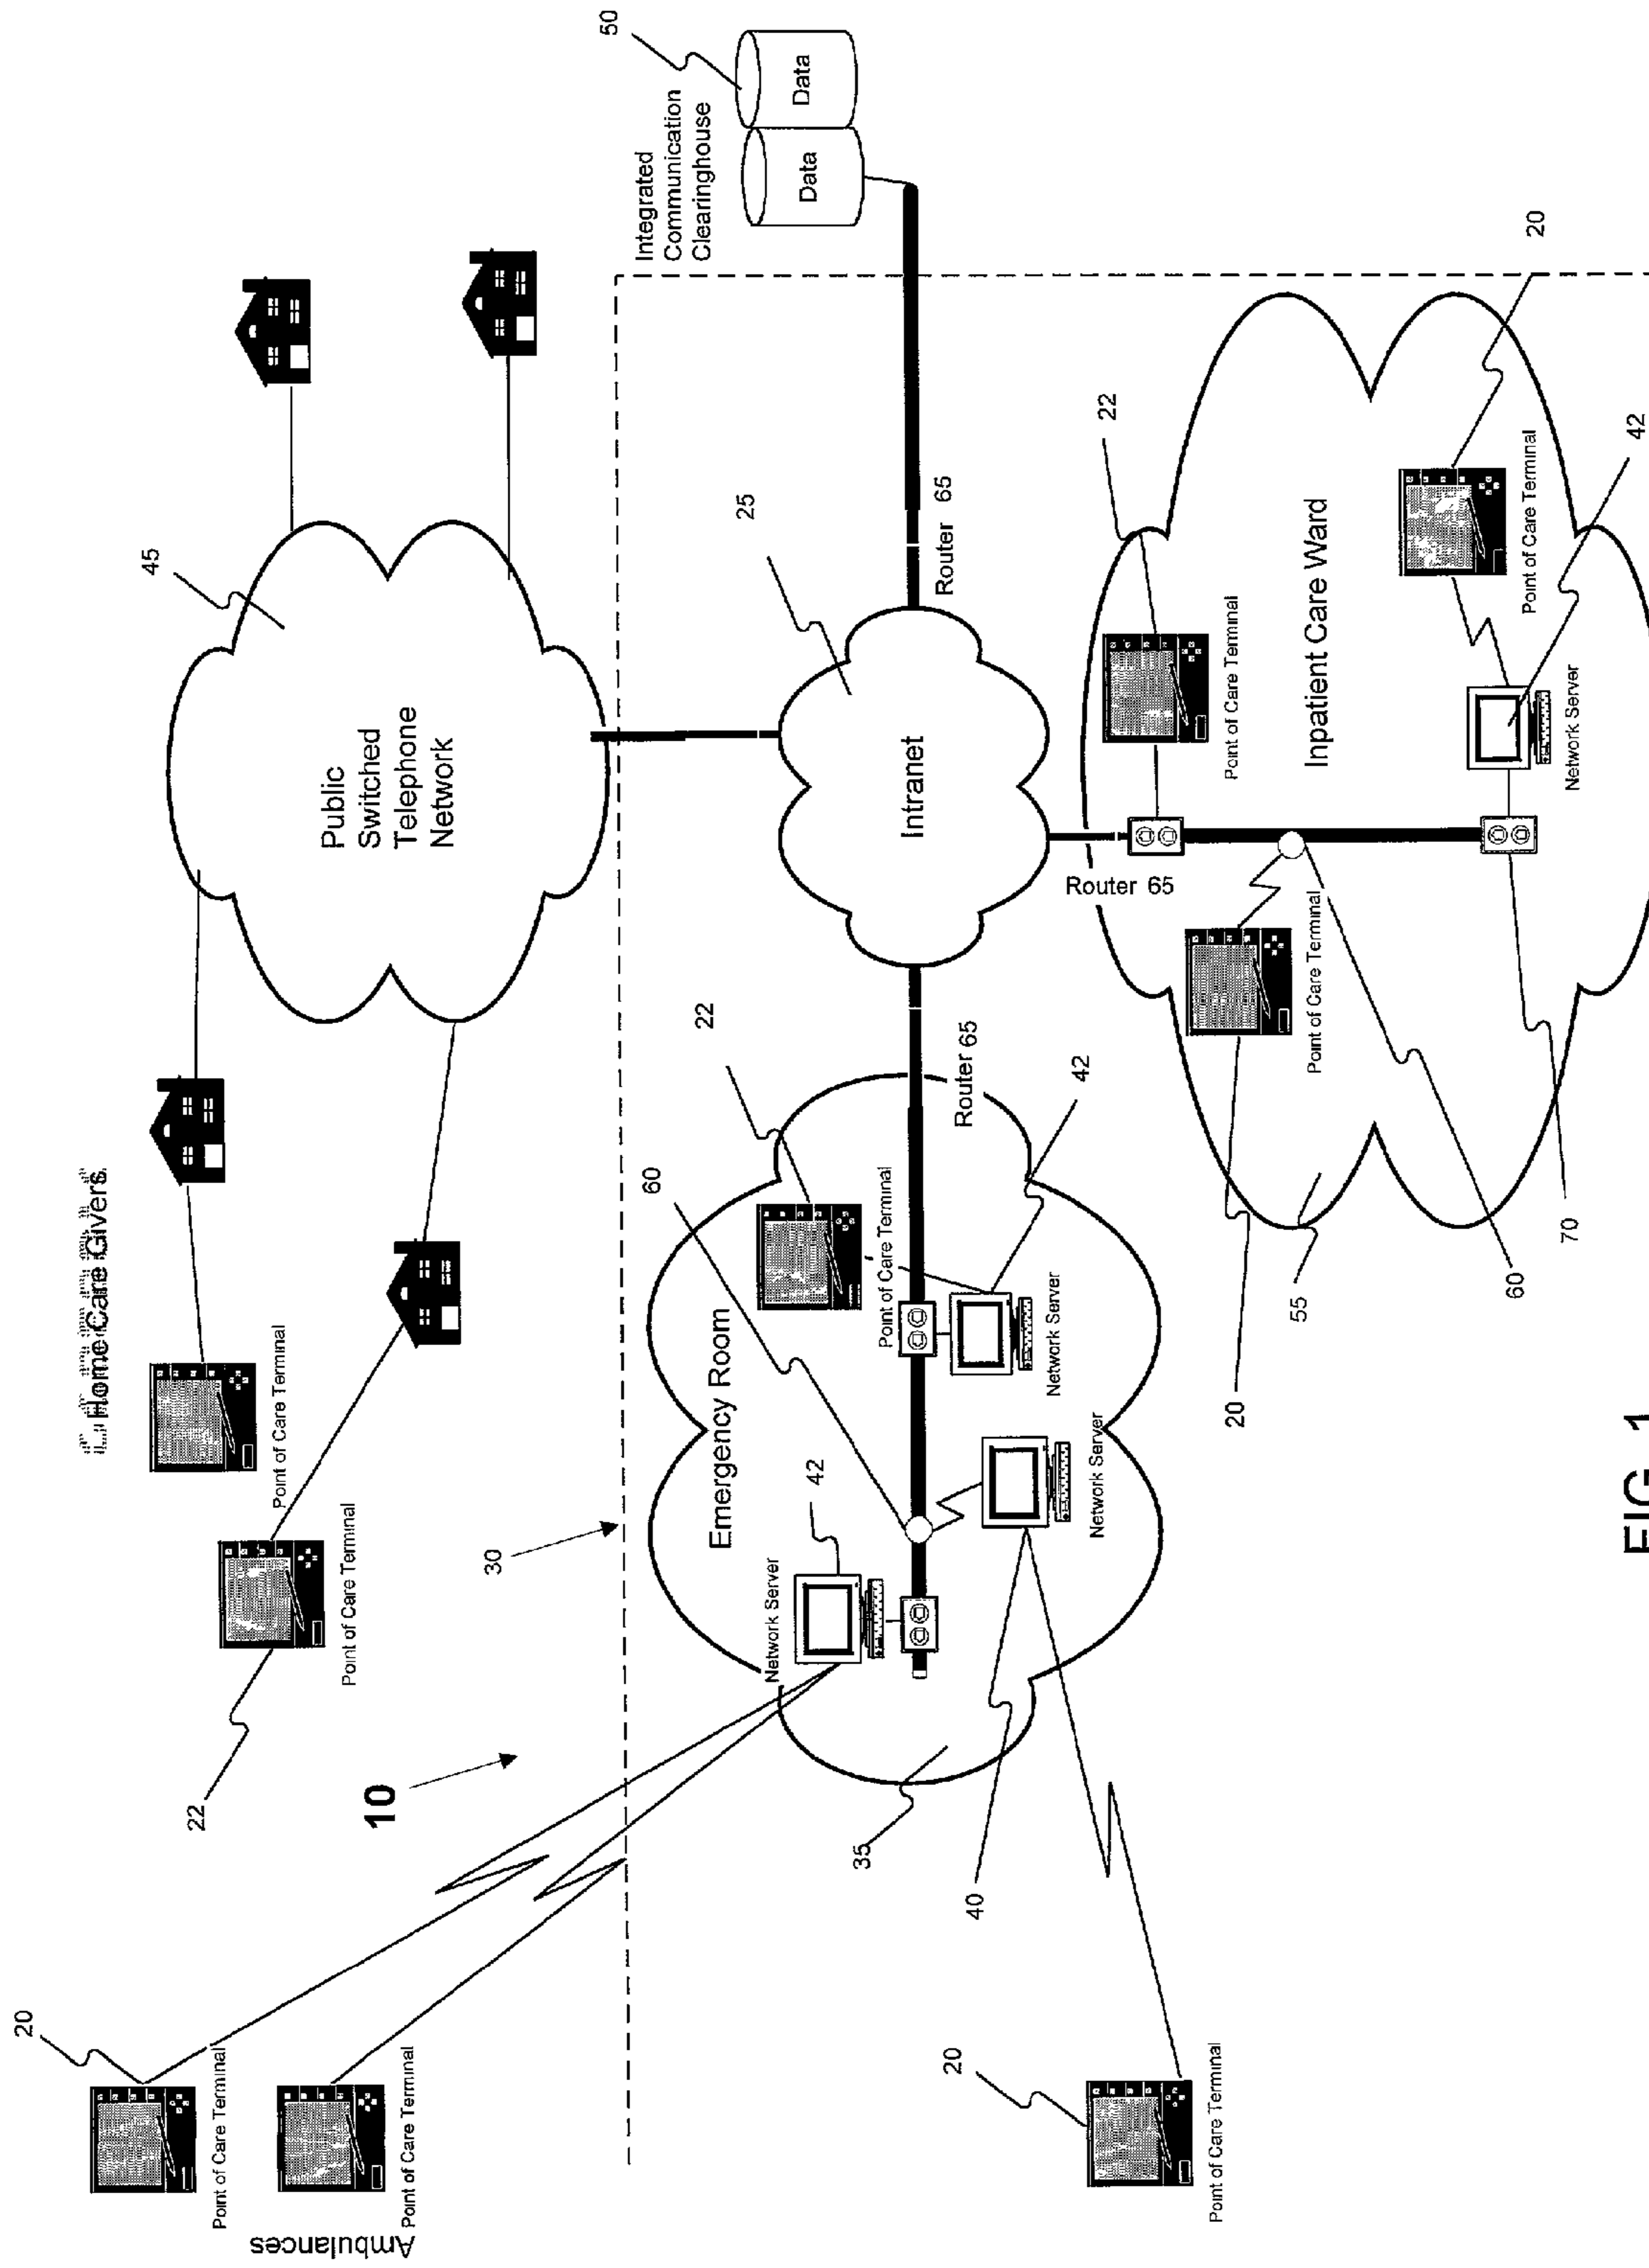 Home Care Givers
Point of Care Terminal
Point of Care Terminal
22
10
30
20
Point of Care Terminal
Point of Care Terminal
Ambulances
45
Public
Switched
Telephone
Network
50
Integrated
Communication
Clearinghouse
Data
Data
25
Intranet
Router 65
Router 65
Router 65
Emergency Room
60
22
Point of Care Terminal
42
Network Server
42
Network Server
Network Server
35
40
20
Point of Care Terminal
Inpatient Care Ward
22
Point of Care Terminal
20
Point of Care Terminal
42
Network Server
Point of Care Terminal
20
55
60
70
FIG. 1